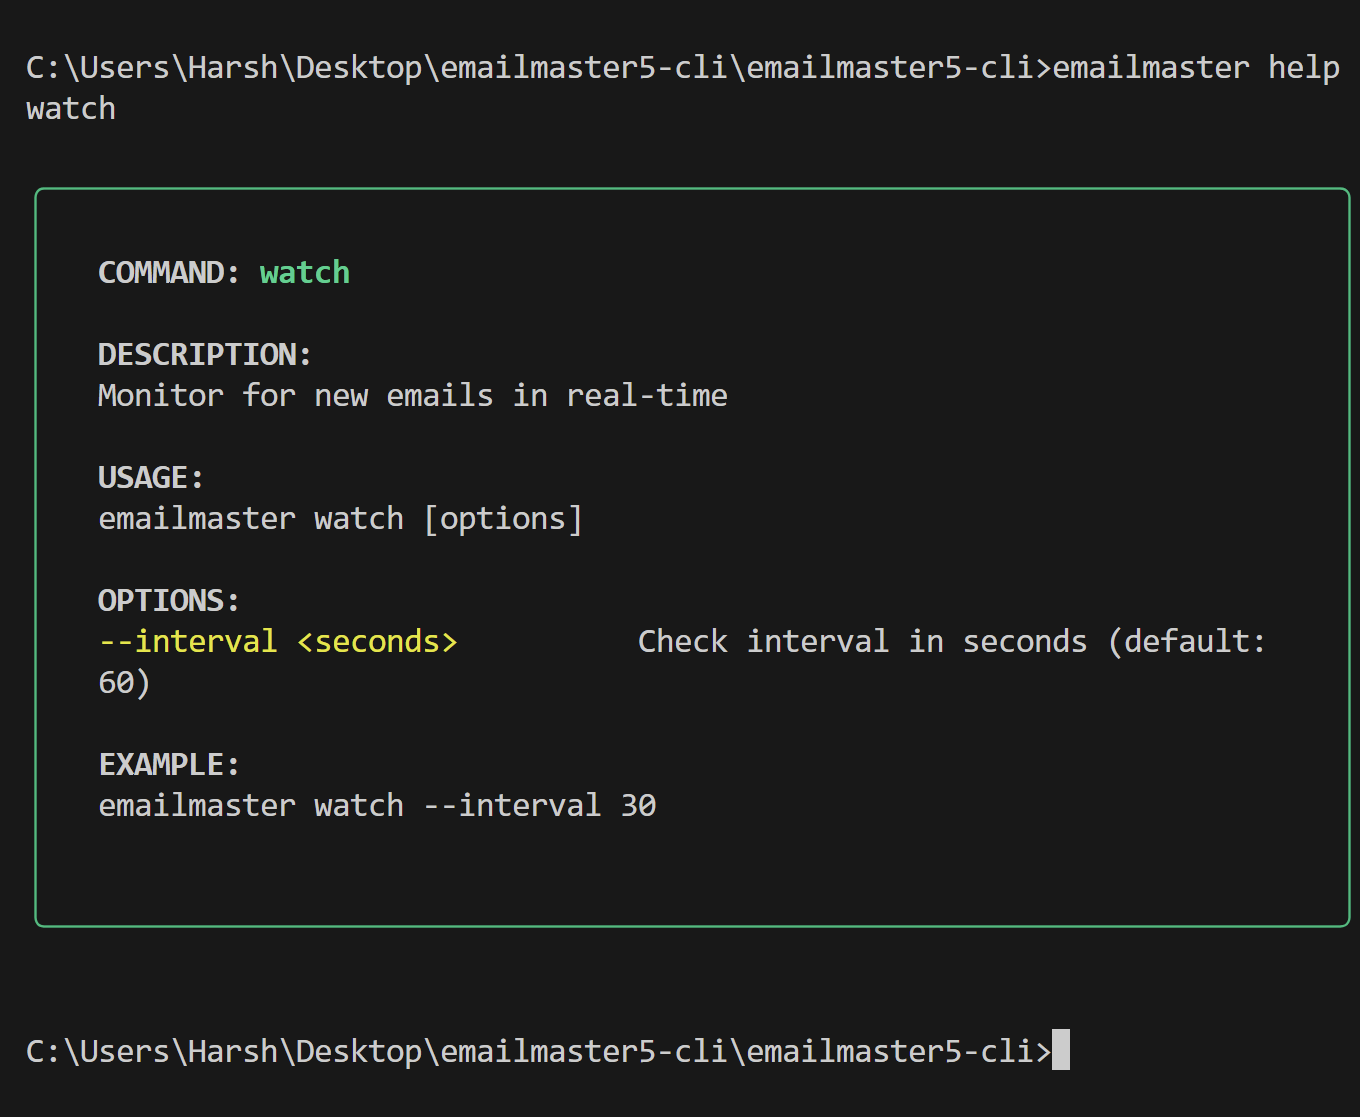 C:\Users\Harsh\Desktop\emailmaster5-cli\emailmaster5-cli>emailmaster help
watch
COMMAND: watch
DESCRIPTION:
Monitor for new emails in real-time
USAGE:
emailmaster watch [options]
OPTIONS:
--interval <seconds>          Check interval in seconds (default:
60)
EXAMPLE:
emailmaster watch --interval 30
C:\Users\Harsh\Desktop\emailmaster5-cli\emailmaster5-cli>